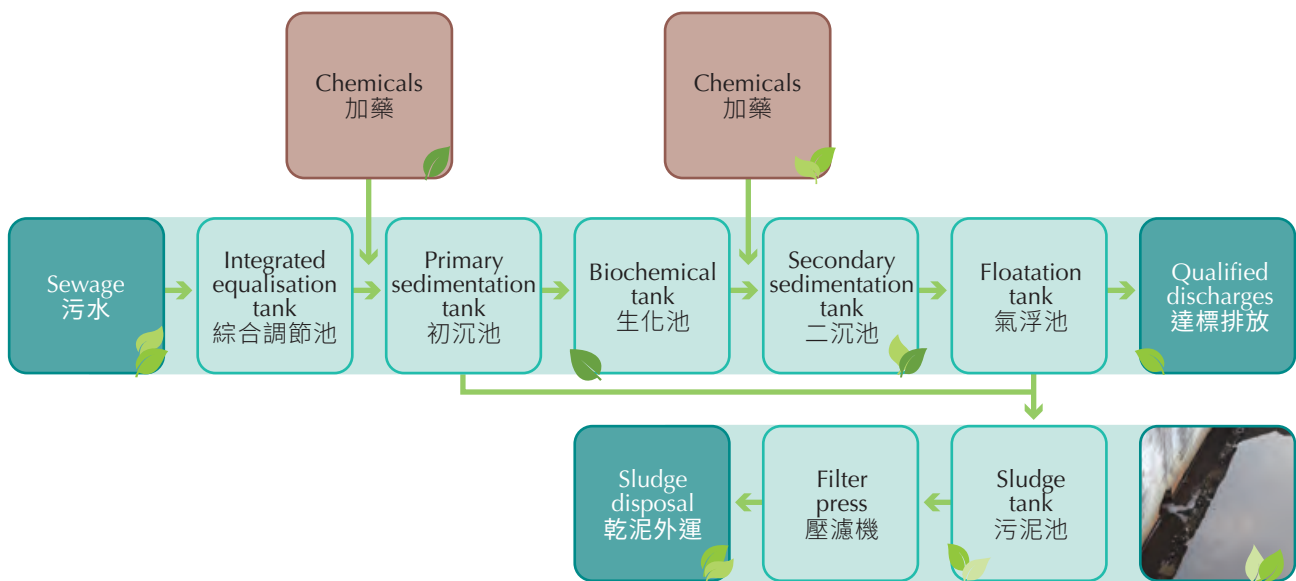 Chemicals
加藥
Chemicals
加藥
Sewage
污水
Integrated
equalisation
tank
綜合調節池
Primary
sedimentation
tank
初沉池
Biochemical
tank
生化池
Secondary
sedimentation
tank
二沉池
Floatation
tank
氣浮池
Qualified
discharges
達標排放
Sludge
disposal
乾泥外運
Filter
press
壓濾機
Sludge
tank
污泥池